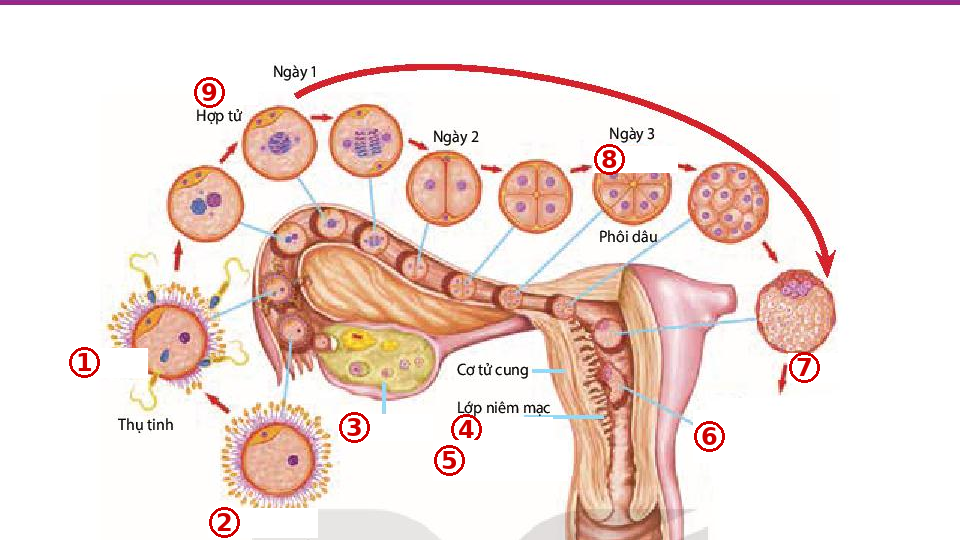 Ngày 1
⑨
Hợp tử
Ngày 2
Ngày 3
⑧
Phôi dâu
①
⑦
Cơ tử cung
Lớp niêm mạc
Thụ tinh
③
④
⑥
⑤
②